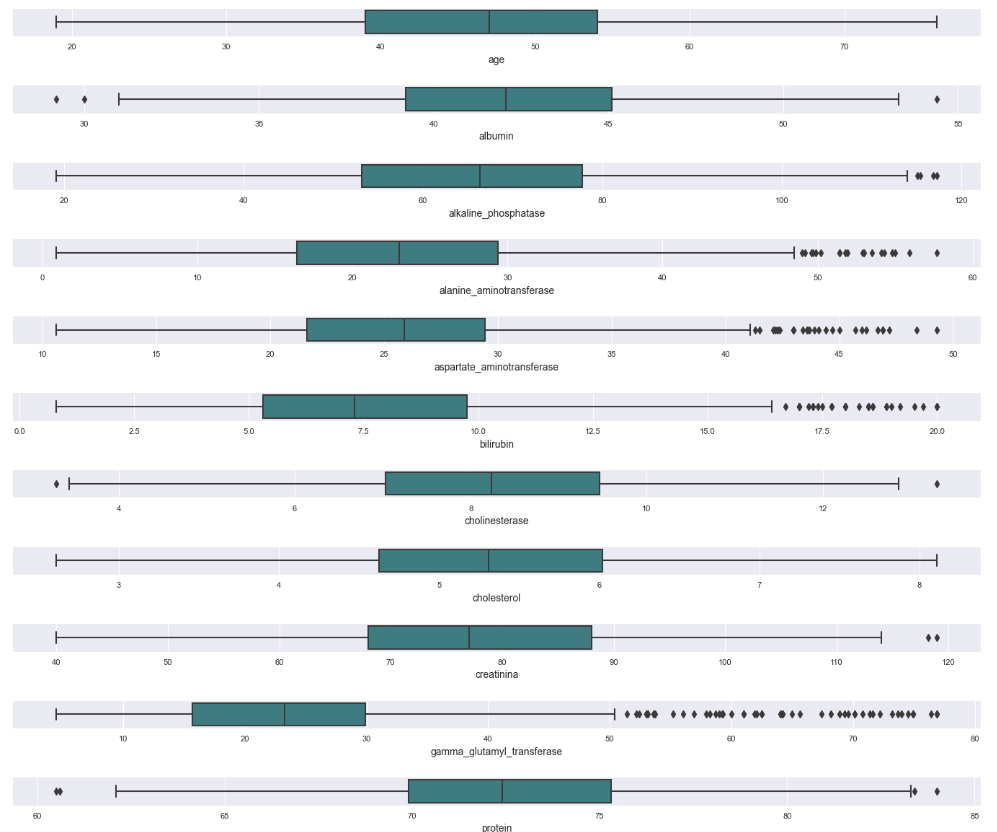 20 30 40 50 60 70
age
30 35 40 45 50 55
albumin
20 40 60 80 100 120
alkaline_phosphatase
0 10 20 30 40 50 60
alanine_aminotransferase
10 15 20 25 30 35 40 45 50
aspartate_aminotransferase
0.0 2.5 5.0 7.5 10.0 12.5 15.0 17.5 20.0
bilirubin
4 6 8 10 12
cholinesterase
3 4 5 6 7 8
cholesterol
40 50 60 70 80 90 100 110 120
creatinina
10 20 30 40 50 60 70 80
gamma_glutamyl_transferase
60 65 70 75 80 85
protein